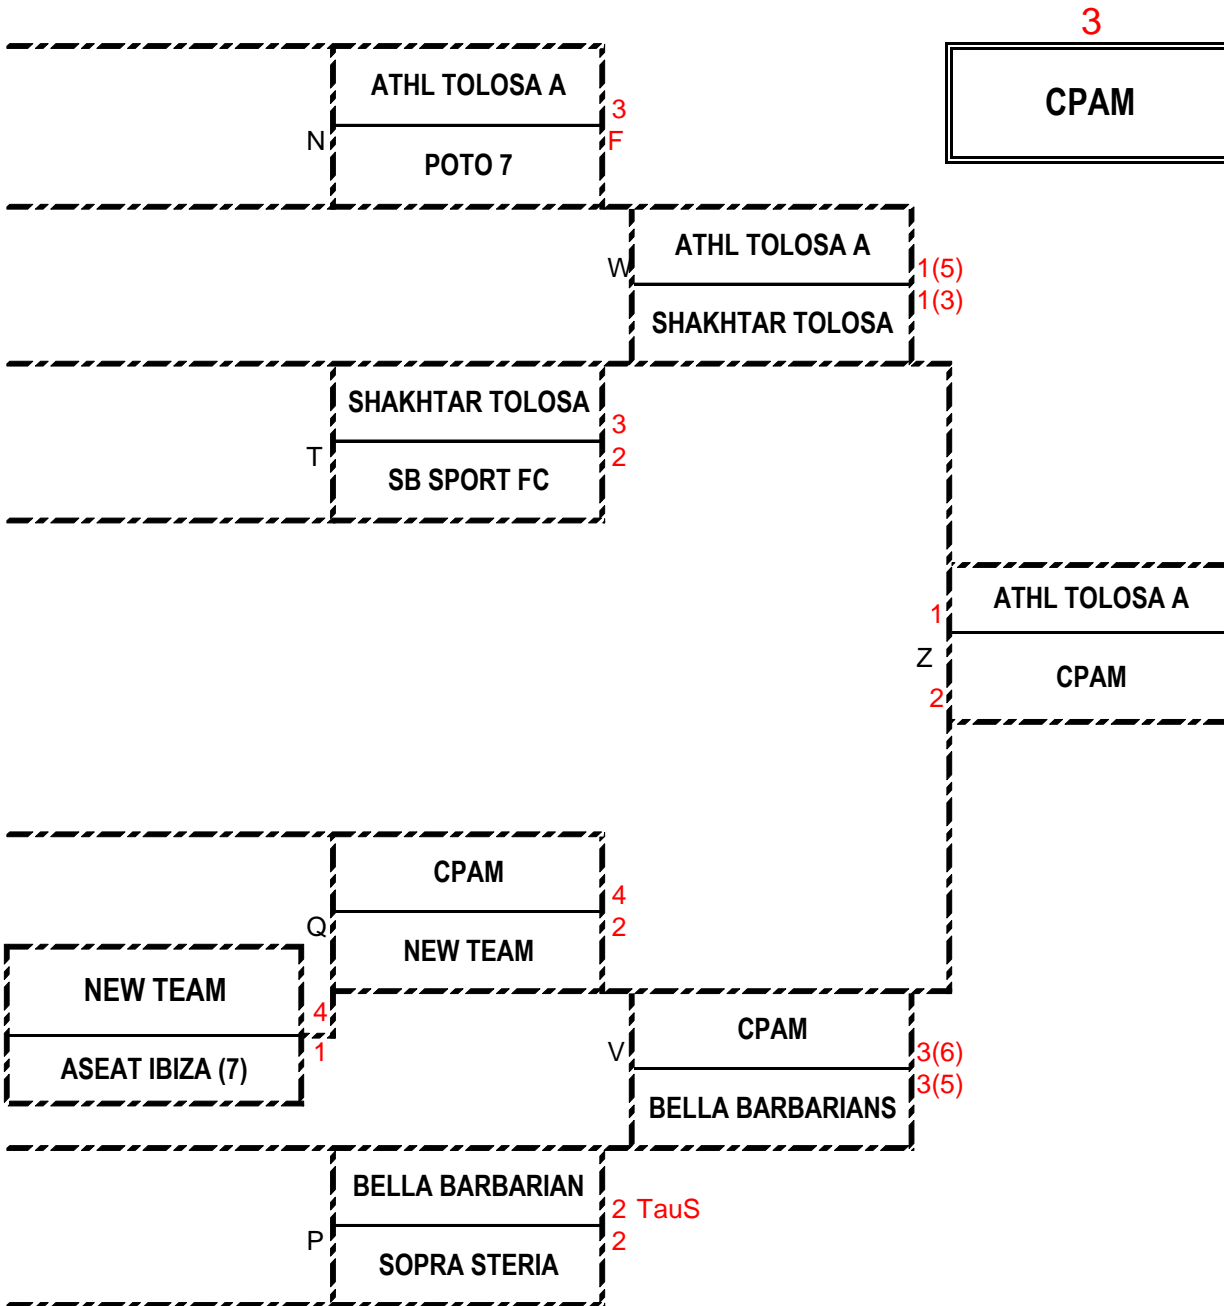 3
CPAM
ATHL TOLOSA A
3
N
F
POTO 7
ATHL TOLOSA A
W
1(5)
1(3)
SHAKHTAR TOLOSA
SHAKHTAR TOLOSA
3
T
2
SB SPORT FC
ATHL TOLOSA A
1
Z
CPAM
2
CPAM
4
Q
2
NEW TEAM
NEW TEAM
4
1
ASEAT IBIZA (7)
CPAM
V
3(6)
3(5)
BELLA BARBARIANS
BELLA BARBARIAN
2 TauS
P
2
SOPRA STERIA